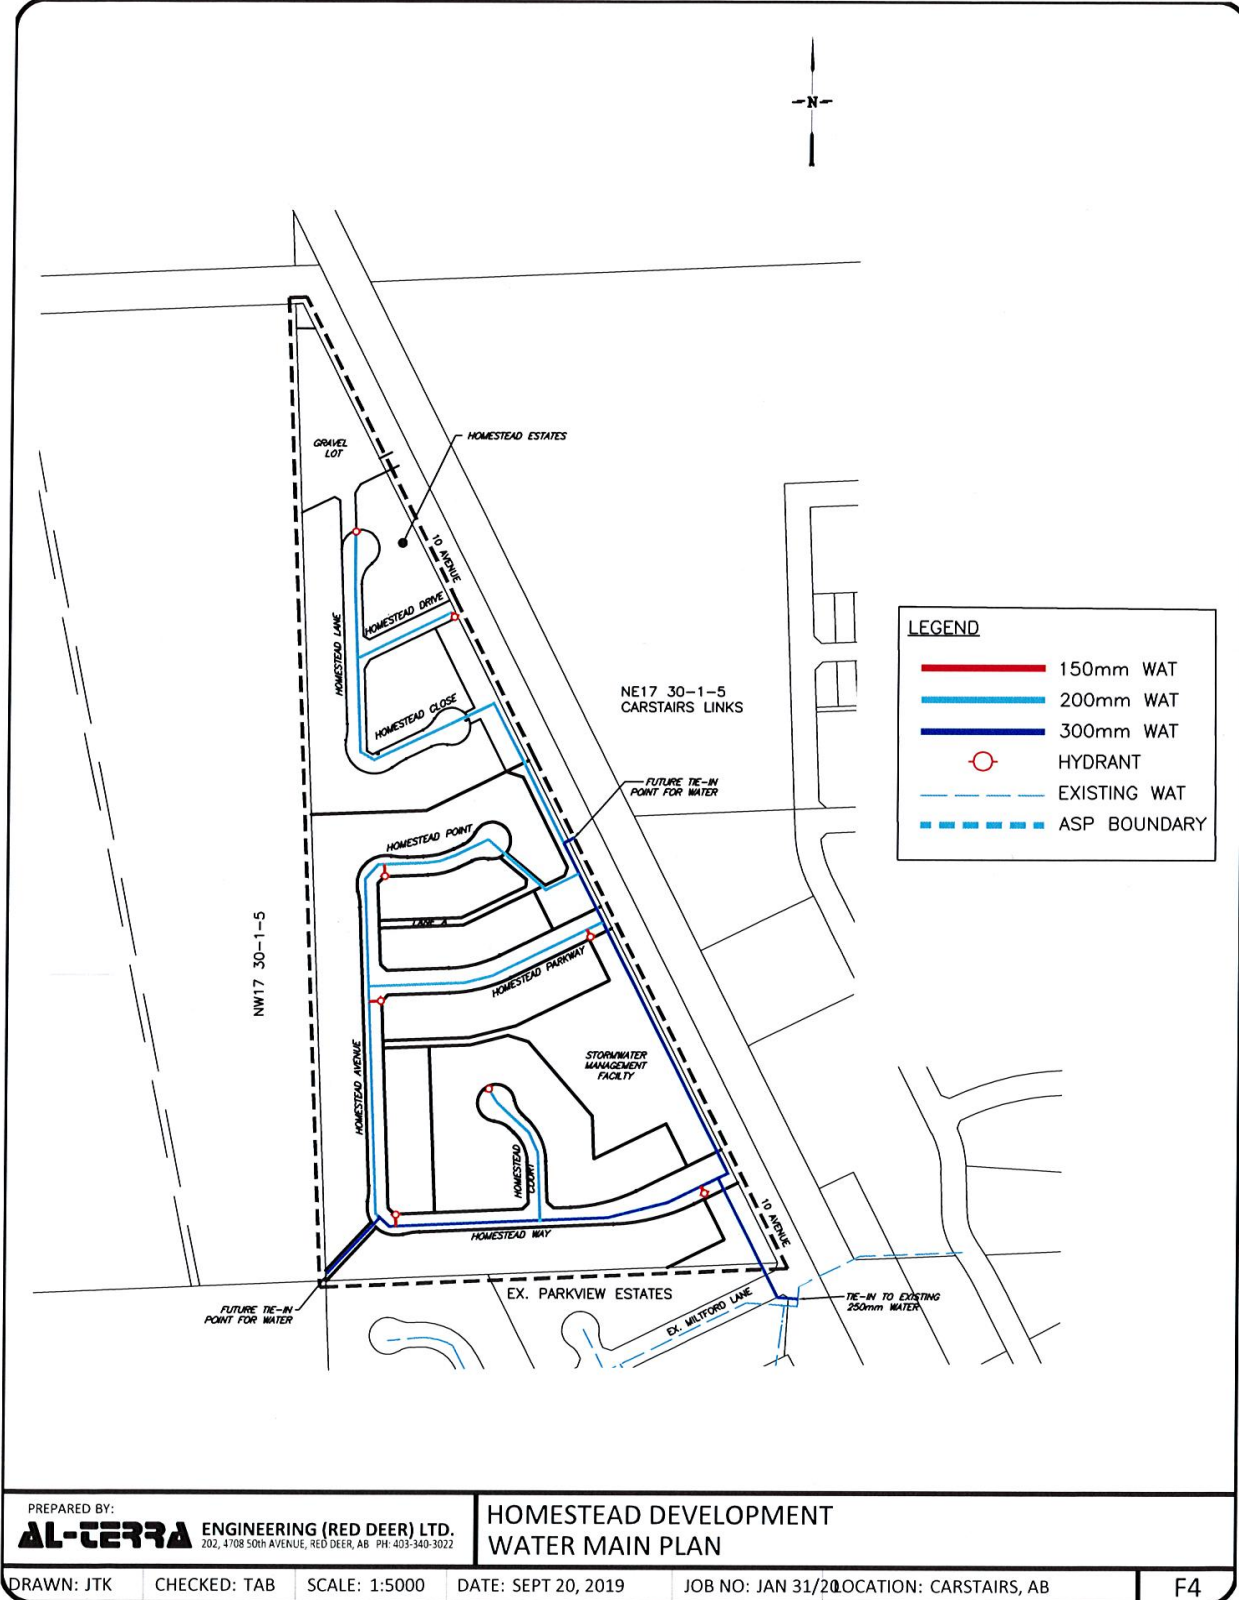 N
GRAVEL
LOT
HOMESTEAD ESTATES
10 AVENUE
HOMESTEAD DRIVE
HOMESTEAD LANE
HOMESTEAD CLOSE
NE17 30-1-5
CARSTAIRS LINKS
LEGEND
150mm WAT
200mm WAT
300mm WAT
HYDRANT
EXISTING WAT
ASP BOUNDARY
FUTURE TIE-IN
POINT FOR WATER
HOMESTEAD POINT
LANE A
HOMESTEAD PARKWAY
NW17 30-1-5
HOMESTEAD AVENUE
STORMWATER
MANAGEMENT
FACILTY
HOMESTEAD
COURT
HOMESTEAD WAY
10 AVENUE
EX. PARKVIEW ESTATES
EX. MILTFORD LANE
TIE-IN TO EXISTING
250mm WATER
FUTURE TIE-IN
POINT FOR WATER
PREPARED BY:
AL-TERRA ENGINEERING (RED DEER) LTD.
202, 4708 50th AVENUE, RED DEER, AB PH: 403-340-3022
HOMESTEAD DEVELOPMENT
WATER MAIN PLAN
DRAWN: JTK CHECKED: TAB SCALE: 1:5000 DATE: SEPT 20, 2019 JOB NO: JAN 31/20 LOCATION: CARSTAIRS, AB F4